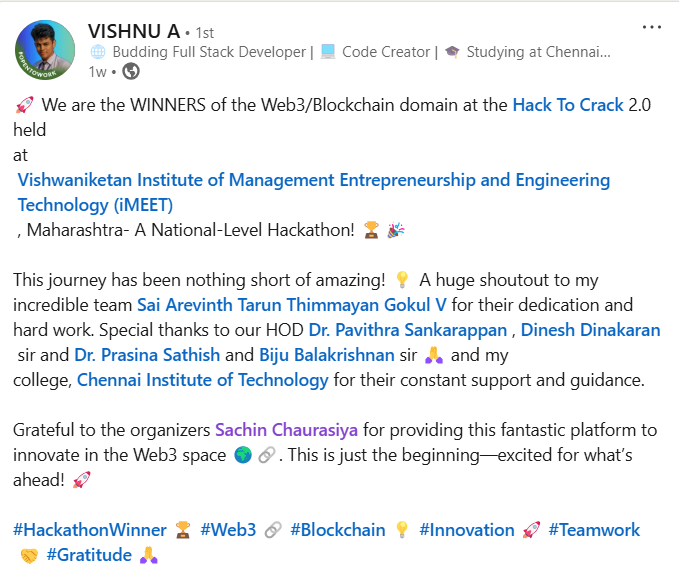 VISHNU A • 1st
🌐 Budding Full Stack Developer | 💻 Code Creator | 🎓 Studying at Chennai...
1w •
#OPENTOWORK
🚀 We are the WINNERS of the Web3/Blockchain domain at the Hack To Crack 2.0
held
at
Vishwaniketan Institute of Management Entrepreneurship and Engineering
Technology (iMEET)
, Maharashtra- A National-Level Hackathon! 🏆 🎉
This journey has been nothing short of amazing! 💡 A huge shoutout to my
incredible team Sai Arevinth Tarun Thimmayan Gokul V for their dedication and
hard work. Special thanks to our HOD Dr. Pavithra Sankarappan , Dinesh Dinakaran
sir and Dr. Prasina Sathish and Biju Balakrishnan sir 🙏 and my
college, Chennai Institute of Technology for their constant support and guidance.
Grateful to the organizers Sachin Chaurasiya for providing this fantastic platform to
innovate in the Web3 space 🌍 🔗. This is just the beginning—excited for what's
ahead! 🚀
#HackathonWinner 🏆 #Web3 🔗 #Blockchain 💡 #Innovation 🚀 #Teamwork
🤝 #Gratitude 🙏